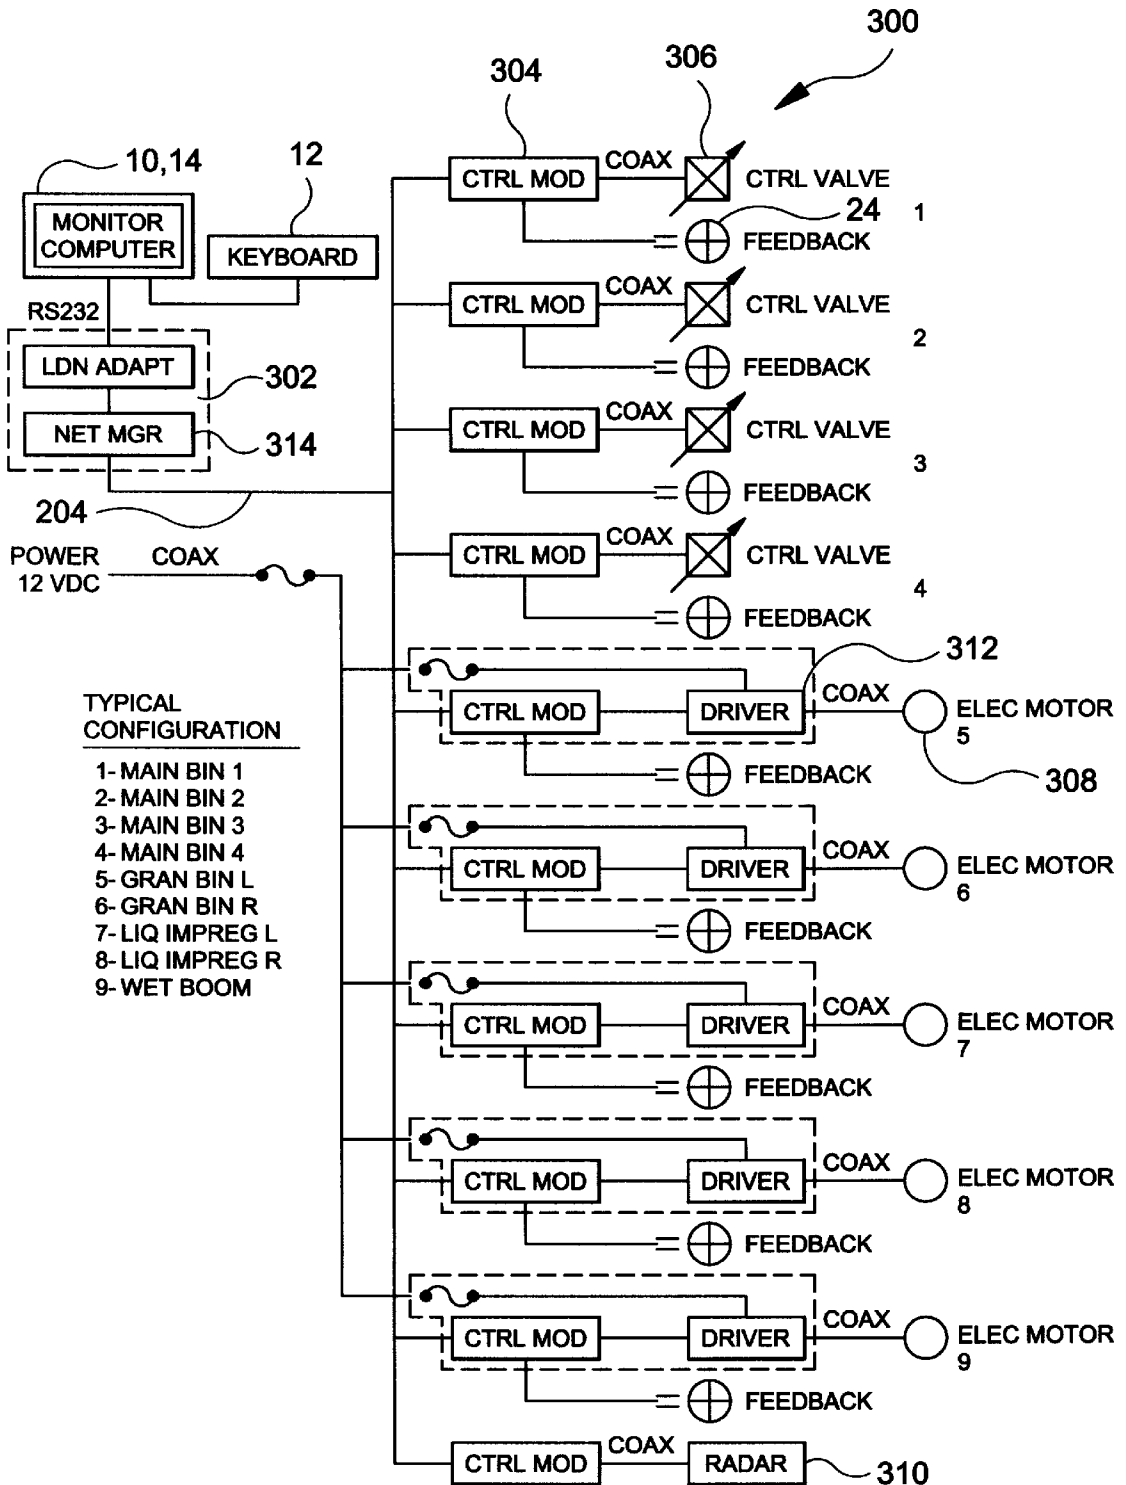 300
304
306
10,14
12
CTRL MOD
COAX
CTRL VALVE
1
24
FEEDBACK
MONITOR
COMPUTER
KEYBOARD
RS232
LDN ADAPT
302
NET MGR
314
204
CTRL MOD
COAX
CTRL VALVE
2
FEEDBACK
CTRL MOD
COAX
CTRL VALVE
3
FEEDBACK
CTRL MOD
COAX
CTRL VALVE
4
FEEDBACK
POWER
12 VDC
COAX
312
CTRL MOD
DRIVER
COAX
ELEC MOTOR
5
308
FEEDBACK
TYPICAL
CONFIGURATION
1- MAIN BIN 1
2- MAIN BIN 2
3- MAIN BIN 3
4- MAIN BIN 4
5- GRAN BIN L
6- GRAN BIN R
7- LIQ IMPREG L
8- LIQ IMPREG R
9- WET BOOM
CTRL MOD
DRIVER
COAX
ELEC MOTOR
6
FEEDBACK
CTRL MOD
DRIVER
COAX
ELEC MOTOR
7
FEEDBACK
CTRL MOD
DRIVER
COAX
ELEC MOTOR
8
FEEDBACK
CTRL MOD
DRIVER
COAX
ELEC MOTOR
9
FEEDBACK
CTRL MOD
COAX
RADAR
310